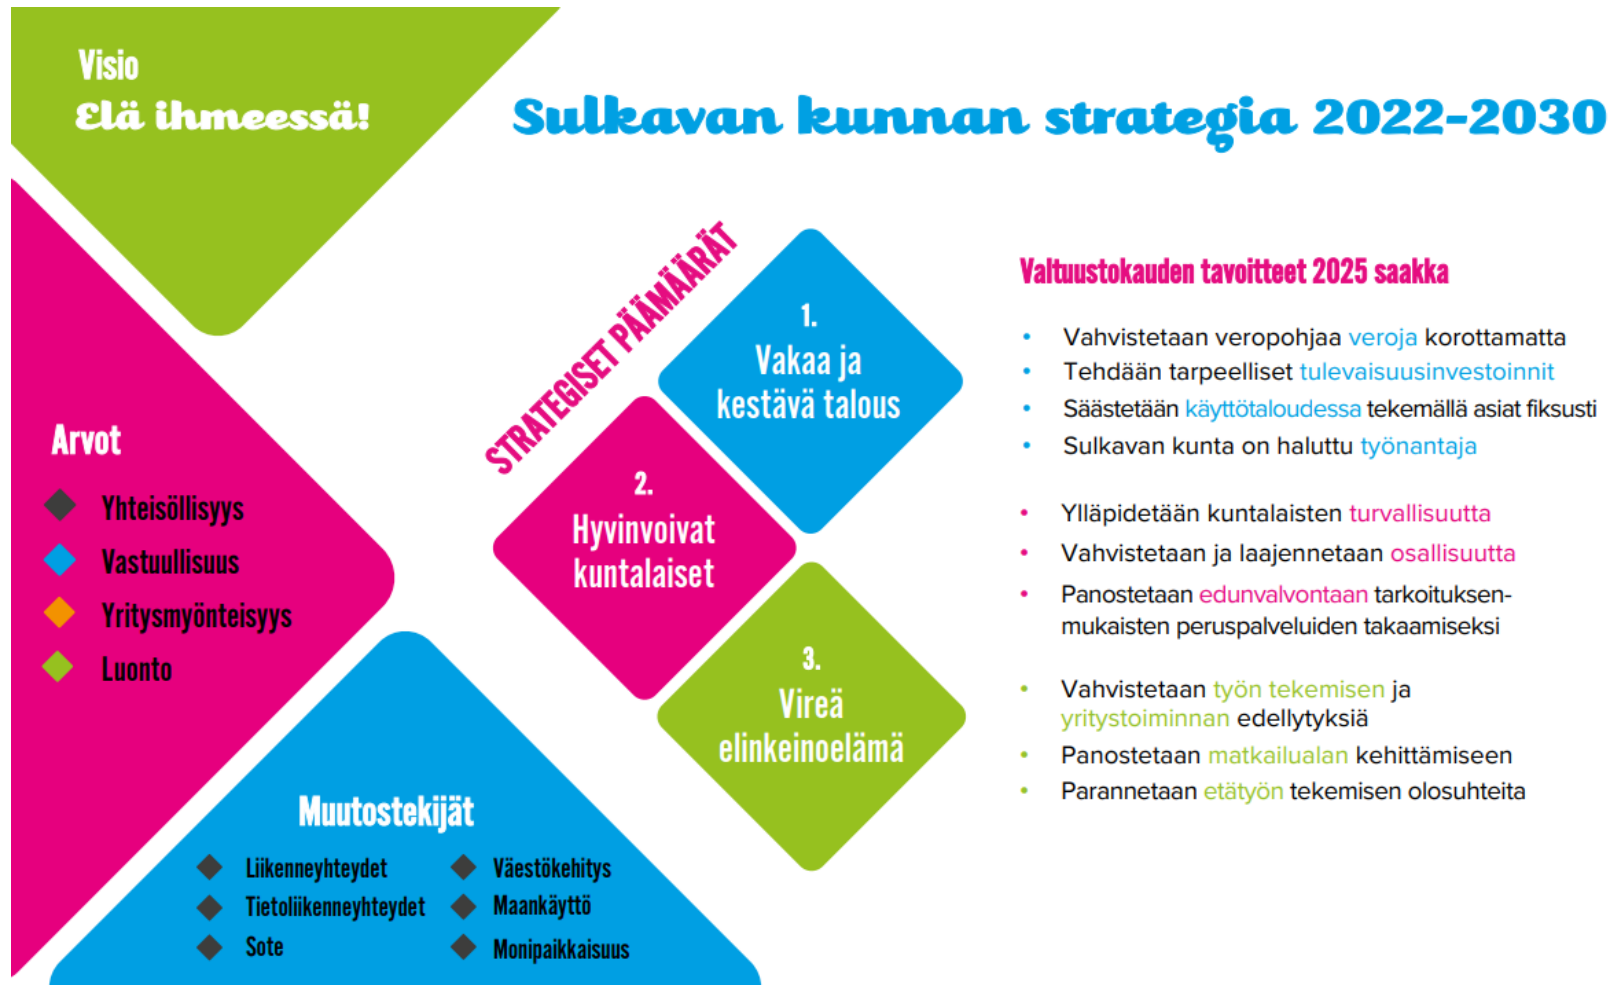 Visio
Elä ihmeessä!
Sulkavan kunnan strategia 2022-2030
Arvot
Yhteisöllisyys
Vastuullisuus
Yritysmyönteisyys
Luonto
Muutostekijät
Liikenneyhteydet
Tietoliikenneyhteydet
Sote
Väestökehitys
Maankäyttö
Monipaikkaisuus
STRATEGISET PÄÄMÄÄRÄT
1.
Vakaa ja
kestävä talous
2.
Hyvinvoivat
kuntalaiset
3.
Vireä
elinkeinoelämä
Valtuustokauden tavoitteet 2025 saakka
• Vahvistetaan veropohjaa veroja korottamatta
• Tehdään tarpeelliset tulevaisuusinvestoinnit
• Säästetään käyttötaloudessa tekemällä asiat fiksusti
• Sulkavan kunta on haluttu työnantaja
• Ylläpidetään kuntalaisten turvallisuutta
• Vahvistetaan ja laajennetaan osallisuutta
• Panostetaan edunvalvontaan tarkoituksen-
mukaisten peruspalveluiden takaamiseksi
• Vahvistetaan työn tekemisen ja
yritystoiminnan edellytyksiä
• Panostetaan matkailualan kehittämiseen
• Parannetaan etätyön tekemisen olosuhteita